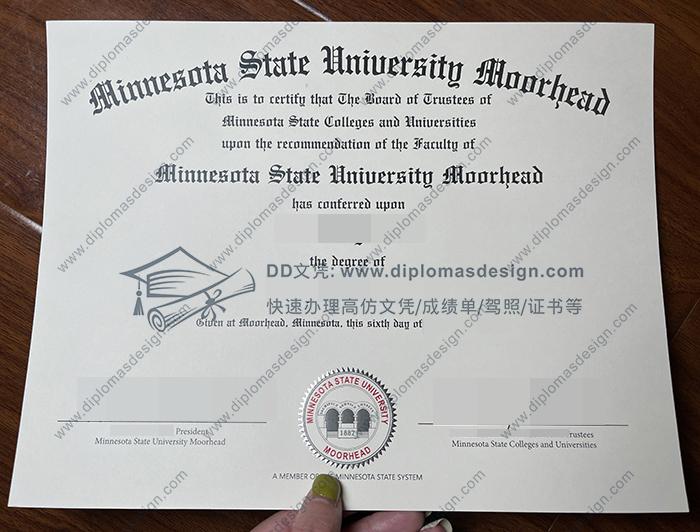 Minnesota State University Moorhead
This is to certify that The Board of Trustees of
Minnesota State Colleges and Universities
upon the recommendation of the Faculty of
Minnesota State University Moorhead
has conferred upon
the degree of
DD文凭: www.diplomasdesign.com
快速办理高仿文凭/成绩单/驾照/证书等
Given at Moorhead, Minnesota, this sixth day of
MINNESOTA STATE UNIVERSITY
1887
MOORHEAD
President
Minnesota State University Moorhead
rustees
Minnesota State Colleges and Universities
A MEMBER OF MINNESOTA STATE SYSTEM
www.diplomasdesign.com